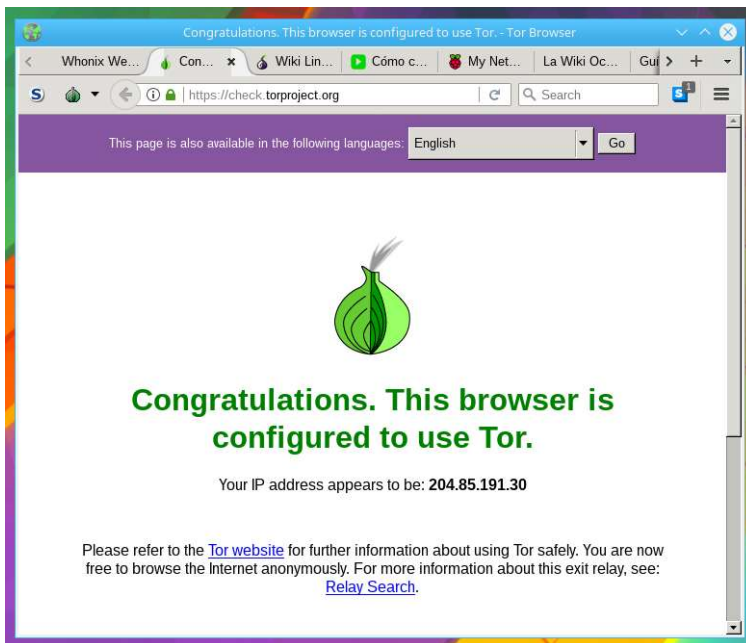 Congratulations. This browser is configured to use Tor. - Tor Browser
Whonix We... Con... Wiki Lin... Cómo c... My Net... La Wiki Oc... Gui
https://check.torproject.org Search 1
This page is also available in the following languages: English Go
Congratulations. This browser is
configured to use Tor.
Your IP address appears to be: 204.85.191.30
Please refer to the Tor website for further information about using Tor safely. You are now
free to browse the Internet anonymously. For more information about this exit relay, see:
Relay Search.